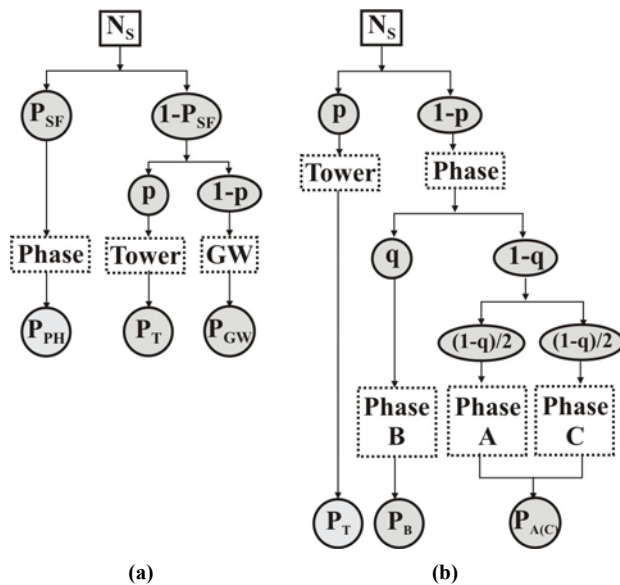 N_S
P_SF
1-P_SF
p
1-p
Phase
Tower
GW
P_PH
P_T
P_GW
(a)
N_S
p
1-p
Tower
Phase
q
1-q
(1-q)/2
(1-q)/2
Phase
B
Phase
A
Phase
C
P_T
P_B
P_A(C)
(b)